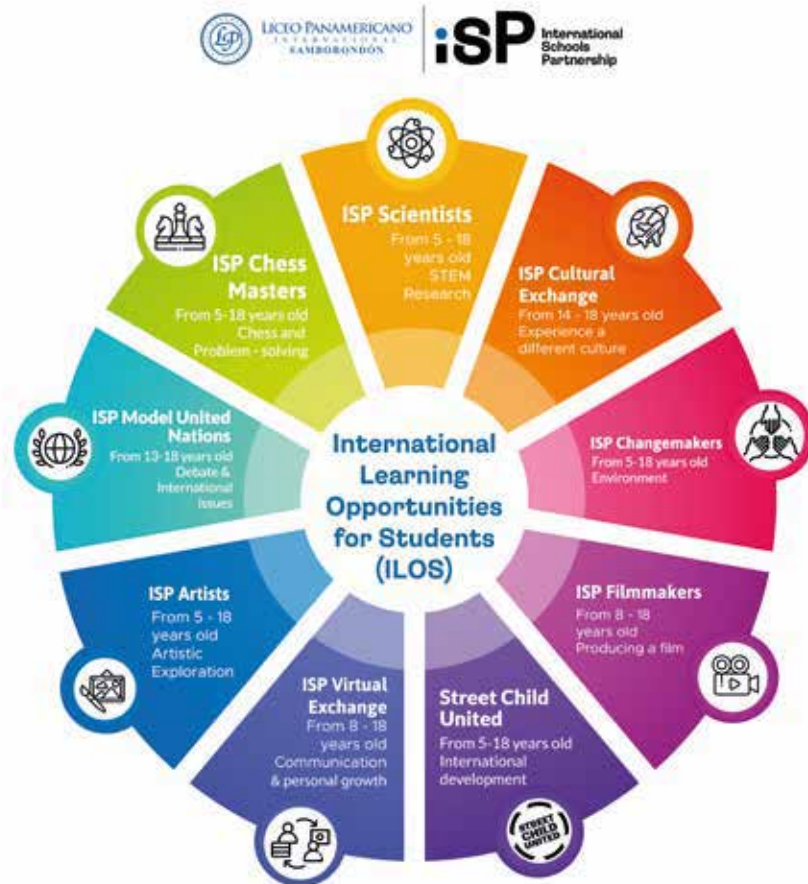 LICEO PANAMERICANO
INTERNATIONAL
SAMBORONDÓN
iSP
International
Schools
Partnership
ISP Scientists
From 5 - 18
years old
STEM
Research
ISP Cultural
Exchange
From 14 - 18 years old
Experience a
different culture
ISP Changemakers
From 5-18 years old
Environment
ISP Filmmakers
From 8 - 18
years old
Producing a film
Street Child
United
From 5-18 years old
International
development
STREET
CHILD
UNITED
ISP Virtual
Exchange
From 8 - 18
years old
Communication
& personal growth
ISP Artists
From 5 - 18
years old
Artistic
Exploration
ISP Model United
Nations
From 13-18 years old
Debate &
International
issues
ISP Chess
Masters
From 5-18 years old
Chess and
Problem - solving
International
Learning
Opportunities
for Students
(ILOS)